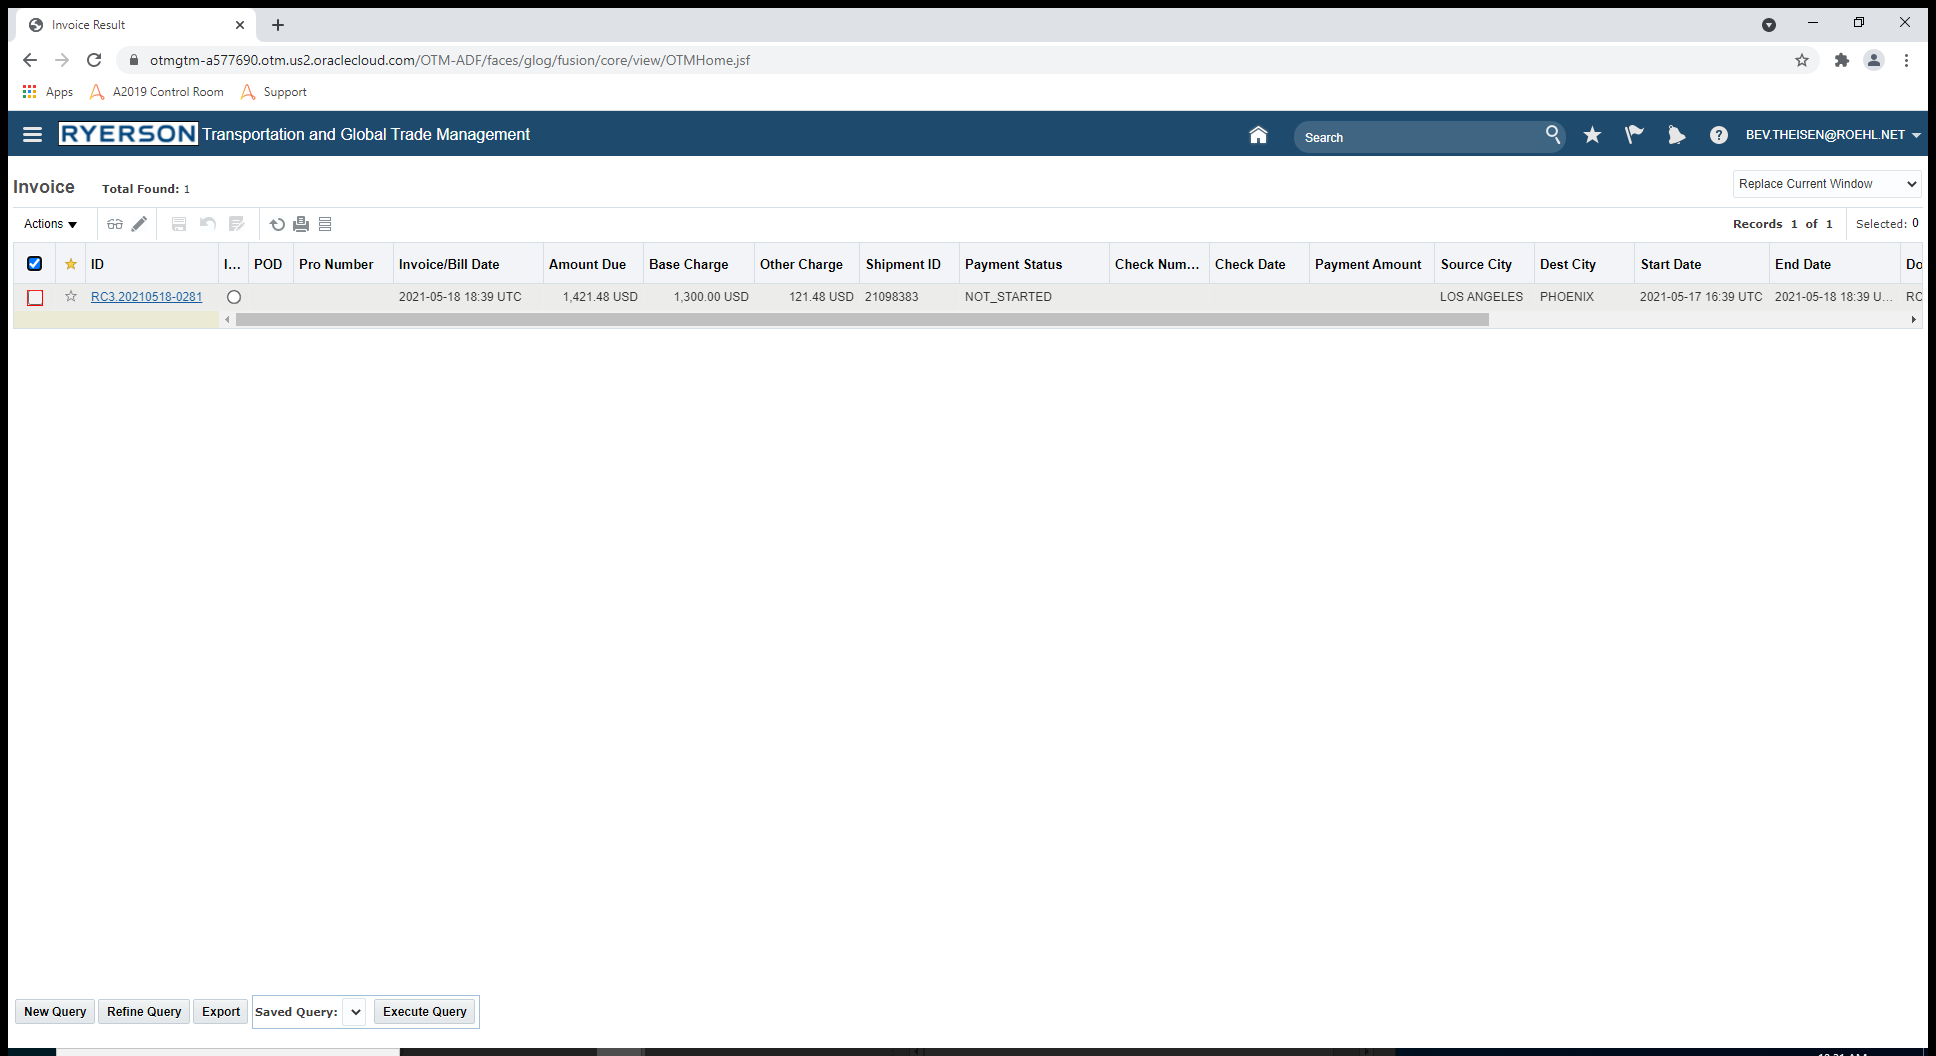 Invoice Result
otmgtm-a577690.otm.us2.oraclecloud.com/OTM-ADF/faces/glog/fusion/core/view/OTMHome.jsf
Apps A2019 Control Room Support
RYERSON Transportation and Global Trade Management Search BEV.THEISEN@ROEHL.NET
Invoice Total Found: 1 Replace Current Window
Actions Records 1 of 1 Selected: 0
ID I... POD Pro Number Invoice/Bill Date Amount Due Base Charge Other Charge Shipment ID Payment Status Check Num... Check Date Payment Amount Source City Dest City Start Date End Date Do
RC3.20210518-0281 2021-05-18 18:39 UTC 1,421.48 USD 1,300.00 USD 121.48 USD 21098383 NOT_STARTED LOS ANGELES PHOENIX 2021-05-17 16:39 UTC 2021-05-18 18:39 U... RC
New Query Refine Query Export Saved Query: Execute Query